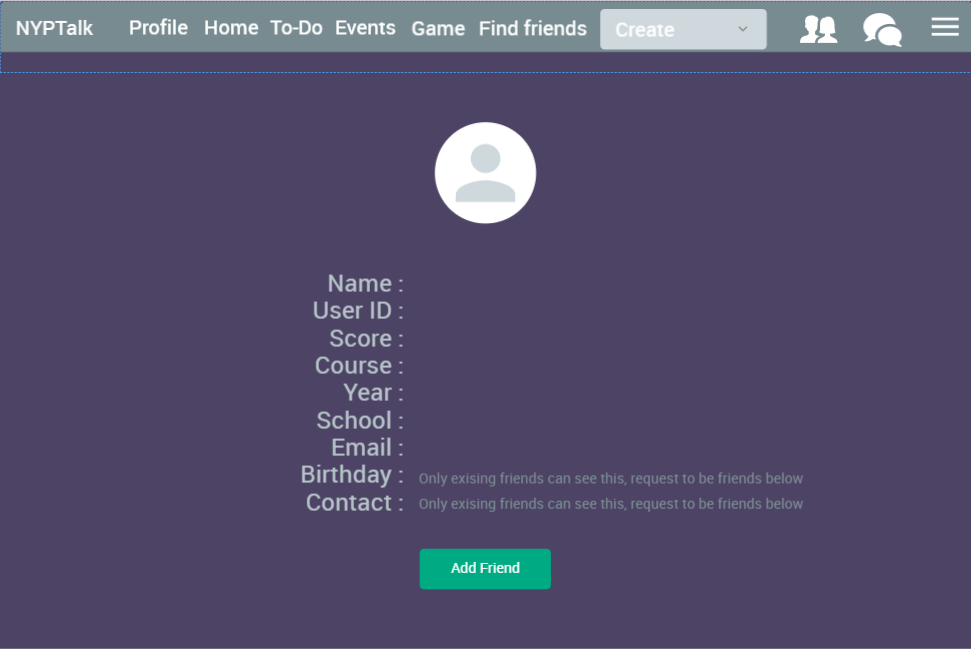 NYPTalk Profile Home To-Do Events Game Find friends Create
Name :
User ID :
Score :
Course :
Year :
School :
Email :
Birthday : Only exising friends can see this, request to be friends below
Contact : Only exising friends can see this, request to be friends below
Add Friend